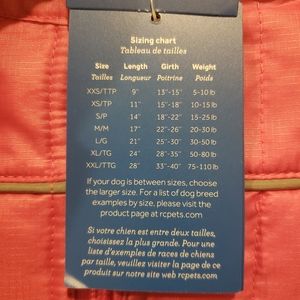 Sizing chart
Tableau de tailles
Size Length Girth Weight
Tailles Longueur Poitrine Poids
XXS/TTP 9" 13"-15" 5-10 lb
XS/TP 11" 15"-18" 10-15 lb
S/P 14" 18"-22" 15-25 lb
M/M 17" 22"-26" 20-30 lb
L/G 21" 25"-30" 30-50 lb
XL/TG 24" 28"-35" 50-80 lb
XXL/TTG 28" 33"-40" 75-110 lb
If your dog is between sizes, choose
the larger size. For a list of dog breed
examples by size, please visit the
product page at rcpets.com
Si votre chien est entre deux tailles,
choisissez la plus grande. Pour une
liste d'exemples de races de chiens
par taille, veuillez visiter la page de ce
produit sur notre site web rcpets.com